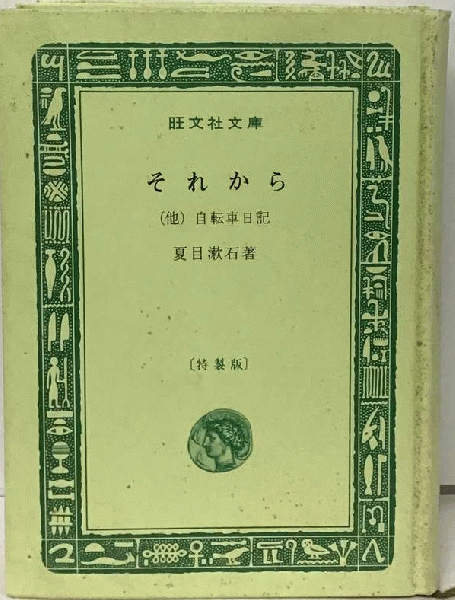 旺文社文庫
それから
(他) 自転車日記
夏目漱石著
〔特製版〕